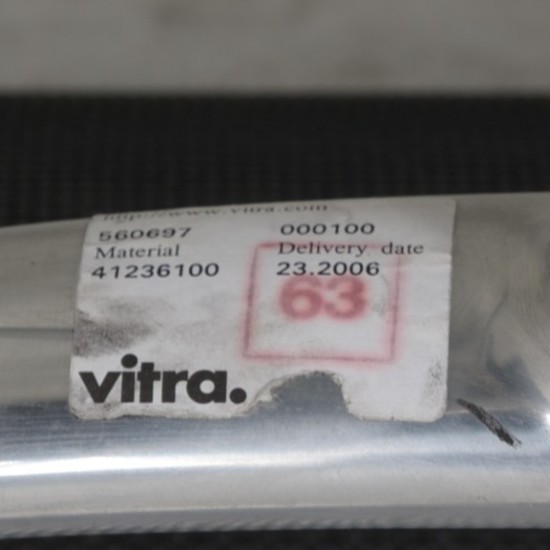 http://www.vitra.com
560697 000100
Material Delivery date
41236100 23.2006
63
vitra.